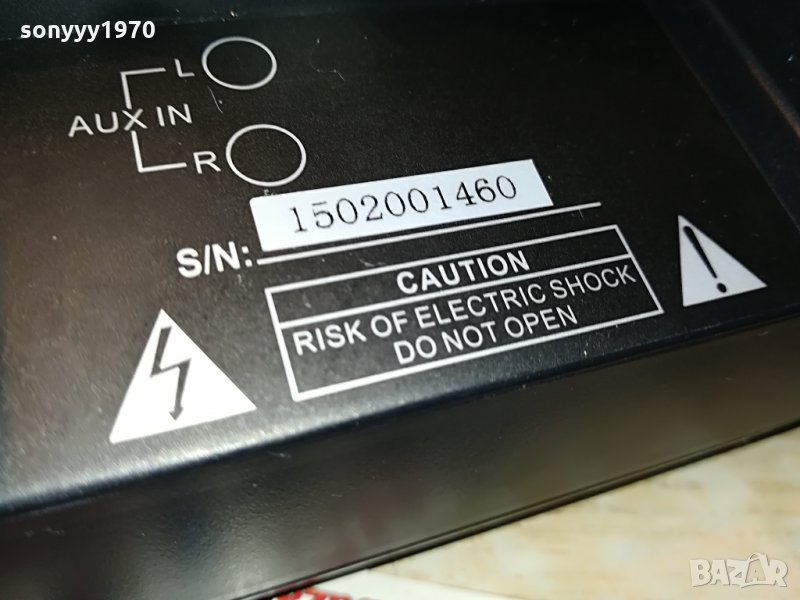 sonyyy1970
L
AUX IN
R
S/N: 1502001460
CAUTION
RISK OF ELECTRIC SHOCK
DO NOT OPEN
BAZAR